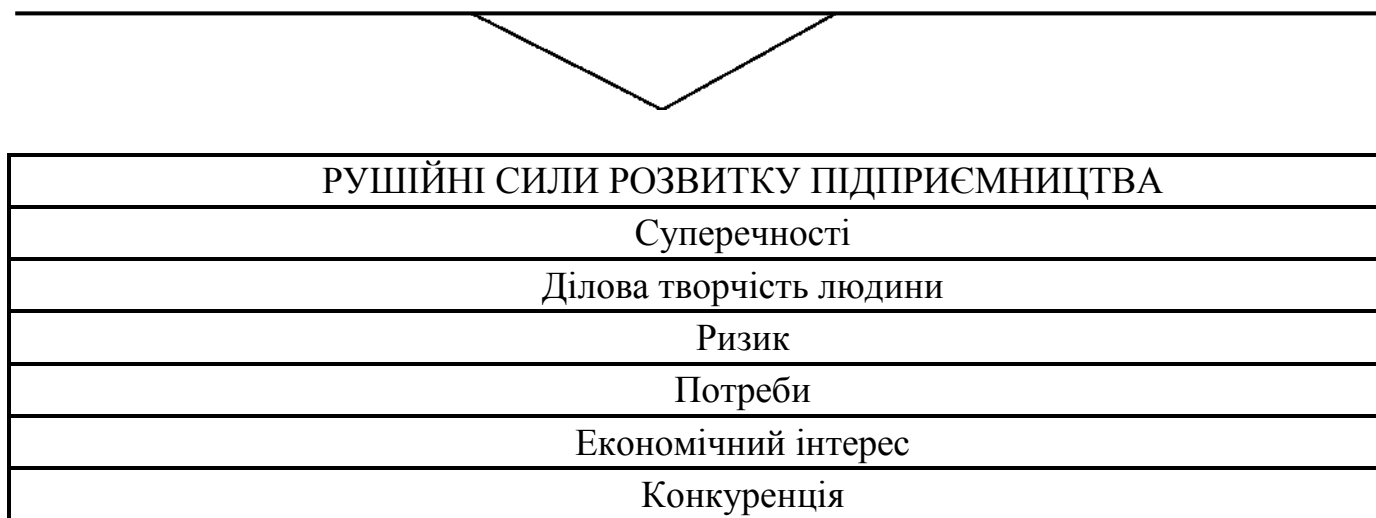 РУШІЙНІ СИЛИ РОЗВИТКУ ПІДПРИЄМНИЦТВА
Суперечності
Ділова творчість людини
Ризик
Потреби
Економічний інтерес
Конкуренція